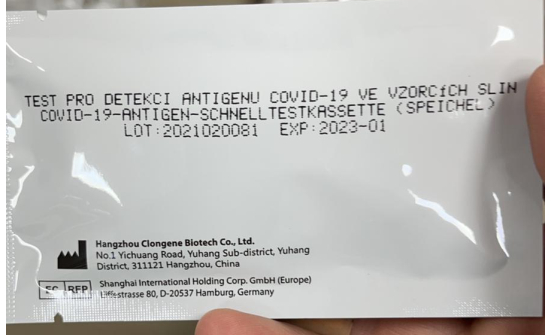 TEST PRO DETEKCI ANTIGENU COVID-19 VE VZORCíCH SLIN
COVID-19-ANTIGEN-SCHNELLTESTKASSETTE (SPEICHEL)
LOT:2021020081 EXP:2023-01
Hangzhou Clongene Biotech Co., Ltd.
No.1 Yichuang Road, Yuhang Sub-district, Yuhang
District, 311121 Hangzhou, China
EC REP
Shanghai International Holding Corp. GmbH (Europe)
Eiffestrasse 80, D-20537 Hamburg, Germany